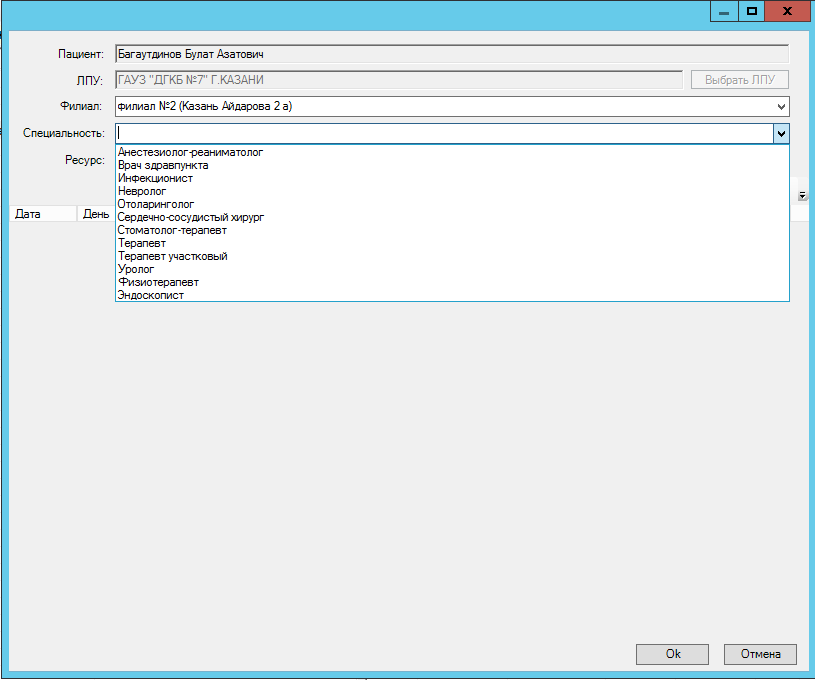 Пациент: Багаутдинов Булат Азатович
ЛПУ: ГАУЗ "ДГКБ №7" Г.КАЗАНИ Выбрать ЛПУ
Филиал: филиал №2 (Казань Айдарова 2 а)
Специальность:
Ресурс:
Анестезиолог-реаниматолог
Врач здравпункта
Инфекционист
Невролог
Отоларинголог
Сердечно-сосудистый хирург
Стоматолог-терапевт
Терапевт
Терапевт участковый
Уролог
Физиотерапевт
Эндоскопист
Дата День
Ok Отмена